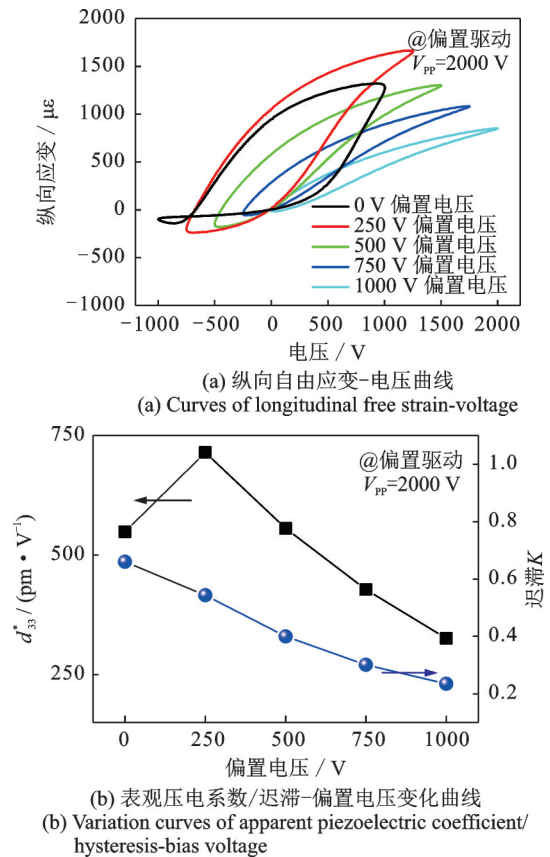 2000
1500
1000
500
0
−500
−1000
纵向应变 / με
@偏置驱动
VPP=2000 V
0 V 偏置电压
250 V 偏置电压
500 V 偏置电压
750 V 偏置电压
1000 V 偏置电压
−1000 −500 0 500 1000 1500 2000
电压 / V
(a) 纵向自由应变-电压曲线
(a) Curves of longitudinal free strain-voltage
750
500
250
d*33 / (pm • V−1)
@偏置驱动
VPP=2000 V
1.0
0.8
0.6
0.4
0.2
迟滞K
0 250 500 750 1000
偏置电压 / V
(b) 表观压电系数/迟滞-偏置电压变化曲线
(b) Variation curves of apparent piezoelectric coefficient/
hysteresis-bias voltage